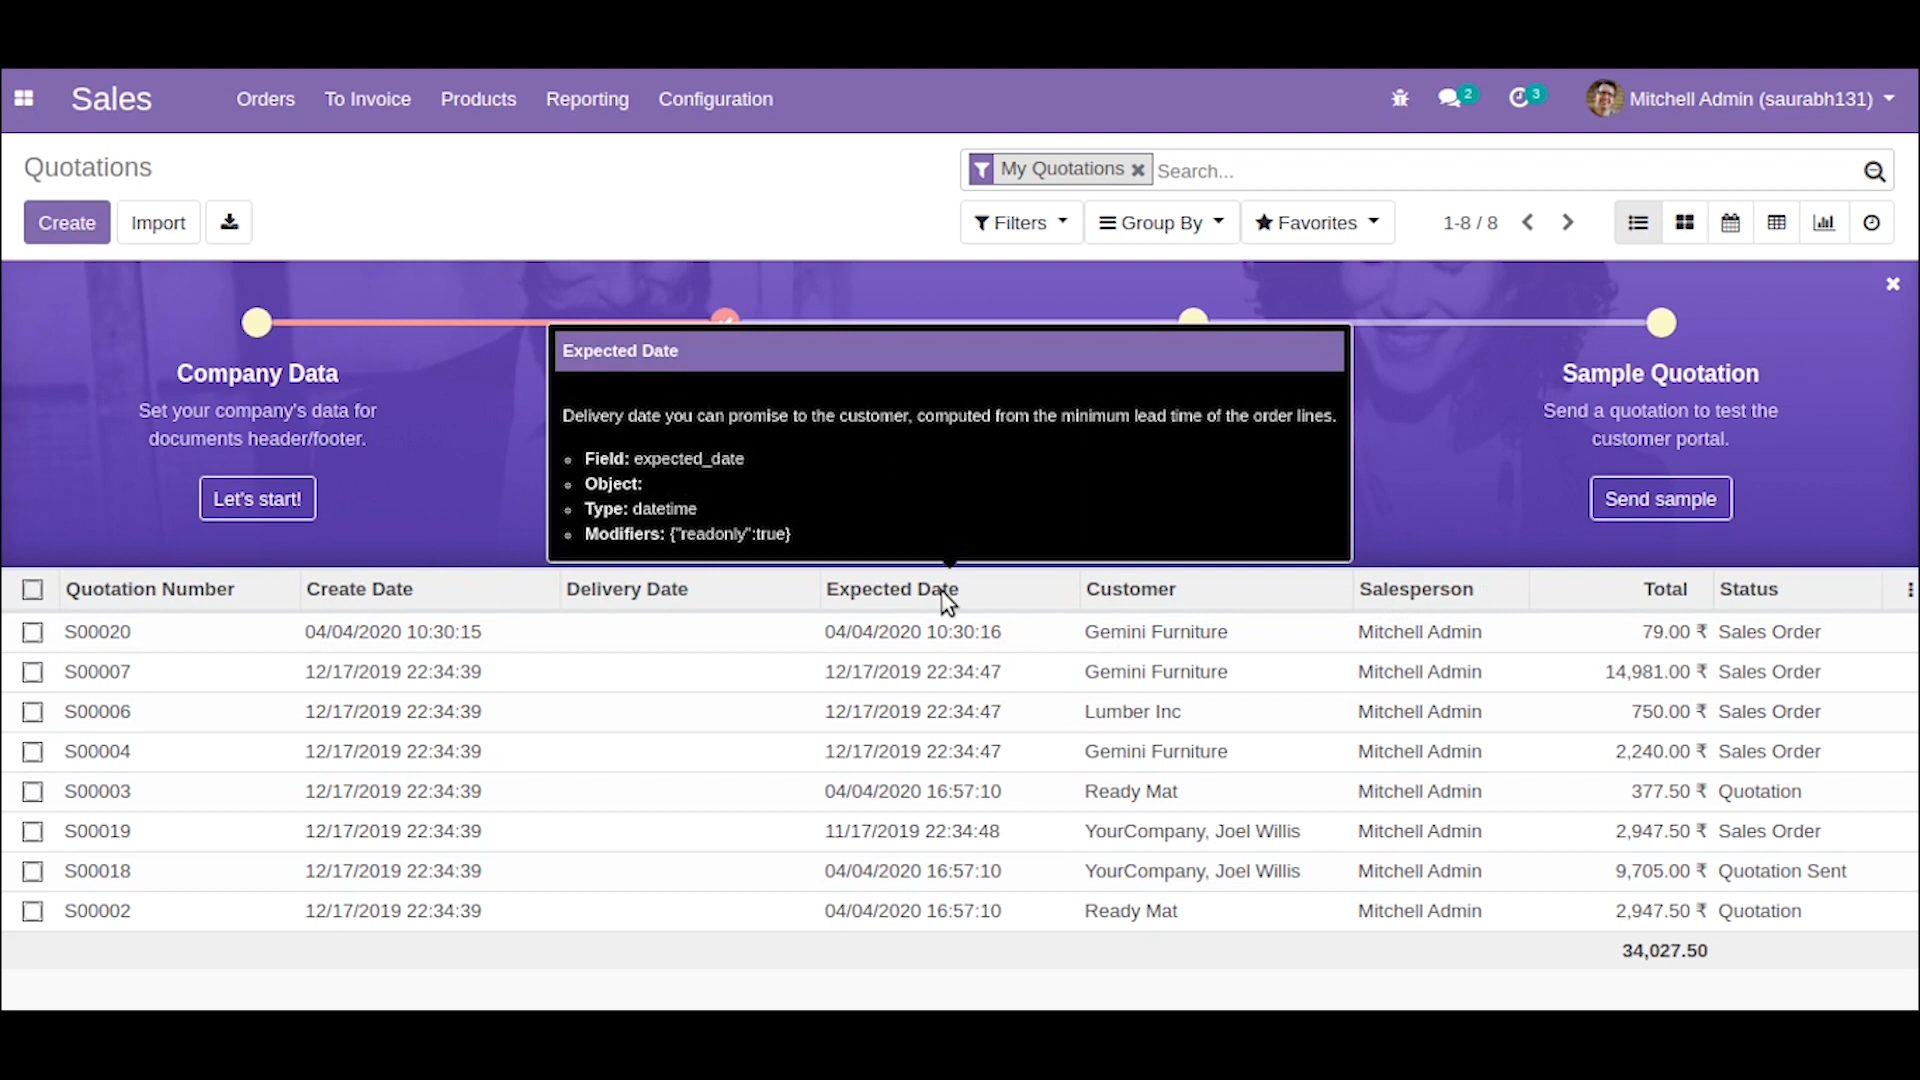 Sales Orders To Invoice Products Reporting Configuration 2 3 Mitchell Admin (saurabh131)
Quotations
My Quotations Search...
Create Import Filters Group By Favorites 1-8 / 8
Company Data
Set your company's data for
documents header/footer.
Let's start!
Expected Date
Delivery date you can promise to the customer, computed from the minimum lead time of the order lines.
Field: expected_date
Object:
Type: datetime
Modifiers: {"readonly":true}
Sample Quotation
Send a quotation to test the
customer portal.
Send sample
Quotation Number Create Date Delivery Date Expected Date Customer Salesperson Total Status
S00020 04/04/2020 10:30:15 04/04/2020 10:30:16 Gemini Furniture Mitchell Admin 79.00 ₹ Sales Order
S00007 12/17/2019 22:34:39 12/17/2019 22:34:47 Gemini Furniture Mitchell Admin 14,981.00 ₹ Sales Order
S00006 12/17/2019 22:34:39 12/17/2019 22:34:47 Lumber Inc Mitchell Admin 750.00 ₹ Sales Order
S00004 12/17/2019 22:34:39 12/17/2019 22:34:47 Gemini Furniture Mitchell Admin 2,240.00 ₹ Sales Order
S00003 12/17/2019 22:34:39 04/04/2020 16:57:10 Ready Mat Mitchell Admin 377.50 ₹ Quotation
S00019 12/17/2019 22:34:39 11/17/2019 22:34:48 YourCompany, Joel Willis Mitchell Admin 2,947.50 ₹ Sales Order
S00018 12/17/2019 22:34:39 04/04/2020 16:57:10 YourCompany, Joel Willis Mitchell Admin 9,705.00 ₹ Quotation Sent
S00002 12/17/2019 22:34:39 04/04/2020 16:57:10 Ready Mat Mitchell Admin 2,947.50 ₹ Quotation
34,027.50